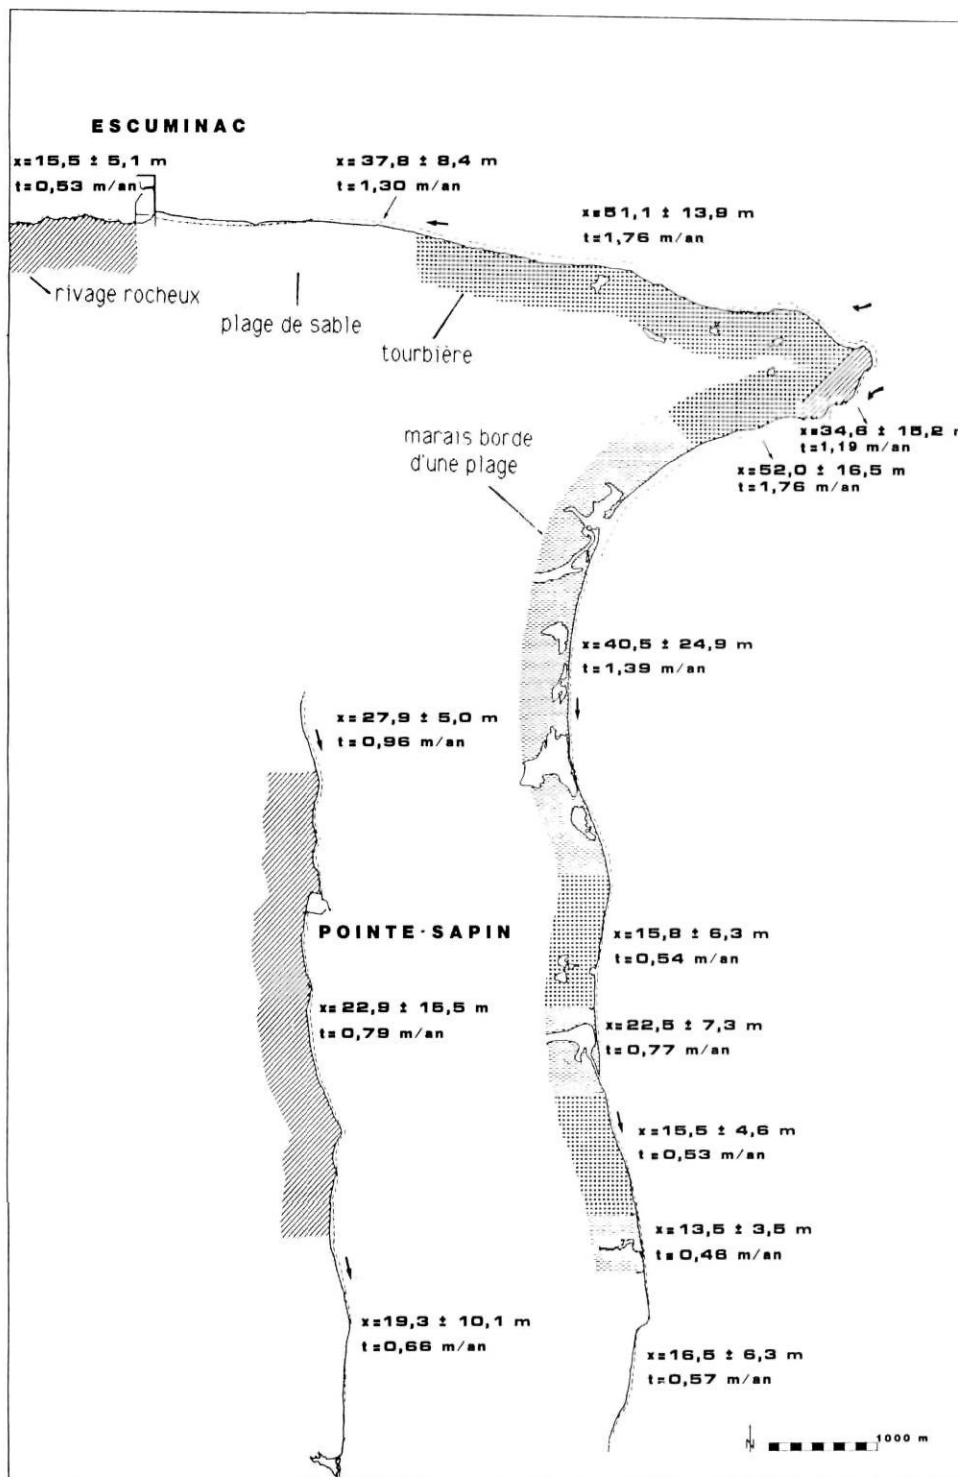 ESCUMINAC
x=15,5 ± 5,1 m
t=0,53 m/an
x=37,8 ± 8,4 m
t=1,30 m/an
x=51,1 ± 13,9 m
t=1,76 m/an
rivage rocheux
plage de sable
tourbière
marais borde
d'une plage
x=34,6 ± 15,2 m
t=1,19 m/an
x=52,0 ± 16,5 m
t=1,76 m/an
x=40,5 ± 24,9 m
t=1,39 m/an
x=27,9 ± 5,0 m
t=0,96 m/an
POINTE-SAPIN
x=15,8 ± 6,3 m
t=0,54 m/an
x=22,9 ± 15,5 m
t=0,79 m/an
x=22,5 ± 7,3 m
t=0,77 m/an
x=15,5 ± 4,6 m
t=0,53 m/an
x=13,5 ± 3,5 m
t=0,46 m/an
x=19,3 ± 10,1 m
t=0,66 m/an
x=16,5 ± 6,3 m
t=0,57 m/an
N
1000 m